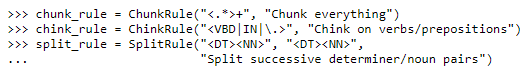 >>> chunk_rule = ChunkRule("<.*>+", "Chunk everything")
>>> chink_rule = ChinkRule("<VBD|IN|\.>", "Chink on verbs/prepositions")
>>> split_rule = SplitRule("<DT><NN>", "<DT><NN>",
...                        "Split successive determiner/noun pairs")